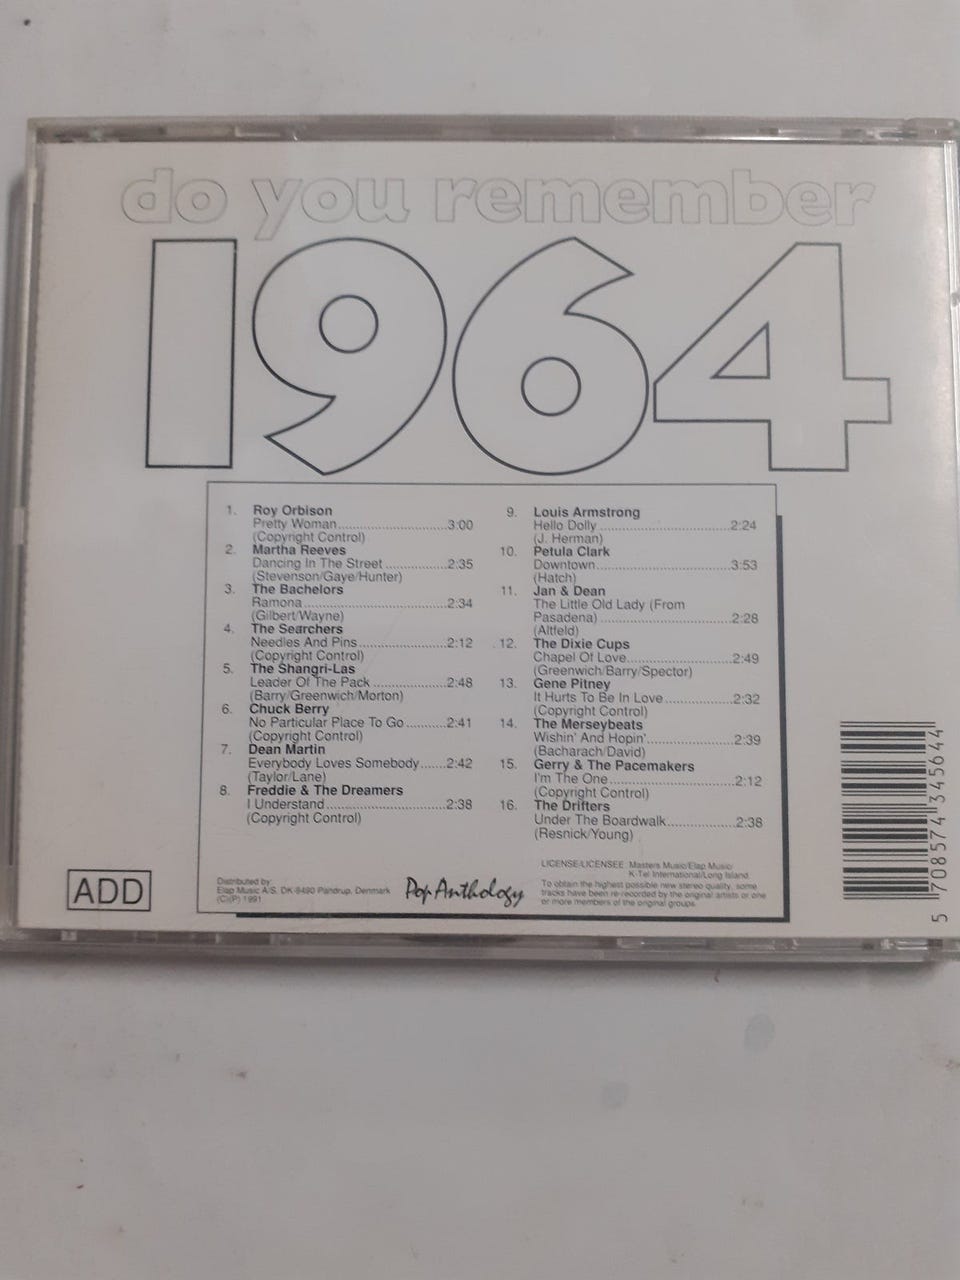 do you remember
1964
1. Roy Orbison
Pretty Woman..............................3:00
(Copyright Control)
2. Martha Reeves
Dancing In The Street .................2:35
(Stevenson/Gaye/Hunter)
3. The Bachelors
Ramona........................................2:34
(Gilbert/Wayne)
4. The Searchers
Needles And Pins........................2:12
(Copyright Control)
5. The Shangri-Las
Leader Of The Pack.....................2:48
(Barry/Greenwich/Morton)
6. Chuck Berry
No Particular Place To Go...........2:41
(Copyright Control)
7. Dean Martin
Everybody Loves Somebody......2:42
(Taylor/Lane)
8. Freddie & The Dreamers
I Understand.................................2:38
(Copyright Control)
9. Louis Armstrong
Hello Dolly ....................................2:24
(J. Herman)
10. Petula Clark
Downtown.....................................3:53
(Hatch)
11. Jan & Dean
The Little Old Lady (From
Pasadena) ....................................2:28
(Altfeld)
12. The Dixie Cups
Chapel Of Love............................2:49
(Greenwich/Barry/Spector)
13. Gene Pitney
It Hurts To Be In Love..................2:32
(Copyright Control)
14. The Merseybeats
Wishin' And Hopin'.......................2:39
(Bacharach/David)
15. Gerry & The Pacemakers
I'm The One..................................2:12
(Copyright Control)
16. The Drifters
Under The Boardwalk..................2:38
(Resnick/Young)
ADD
Distributed by:
Elap Music A/S, DK-9490 Pandrup, Denmark
(C)(P) 1991
Pop Anthology
LICENSE/LICENSEE: Masters Music/Elap Music/
K-Tel International/Long Island
To obtain the highest possible new stereo quality, some
tracks have been re-recorded by the original artists or one
or more members of the original groups.
5 708574 345644